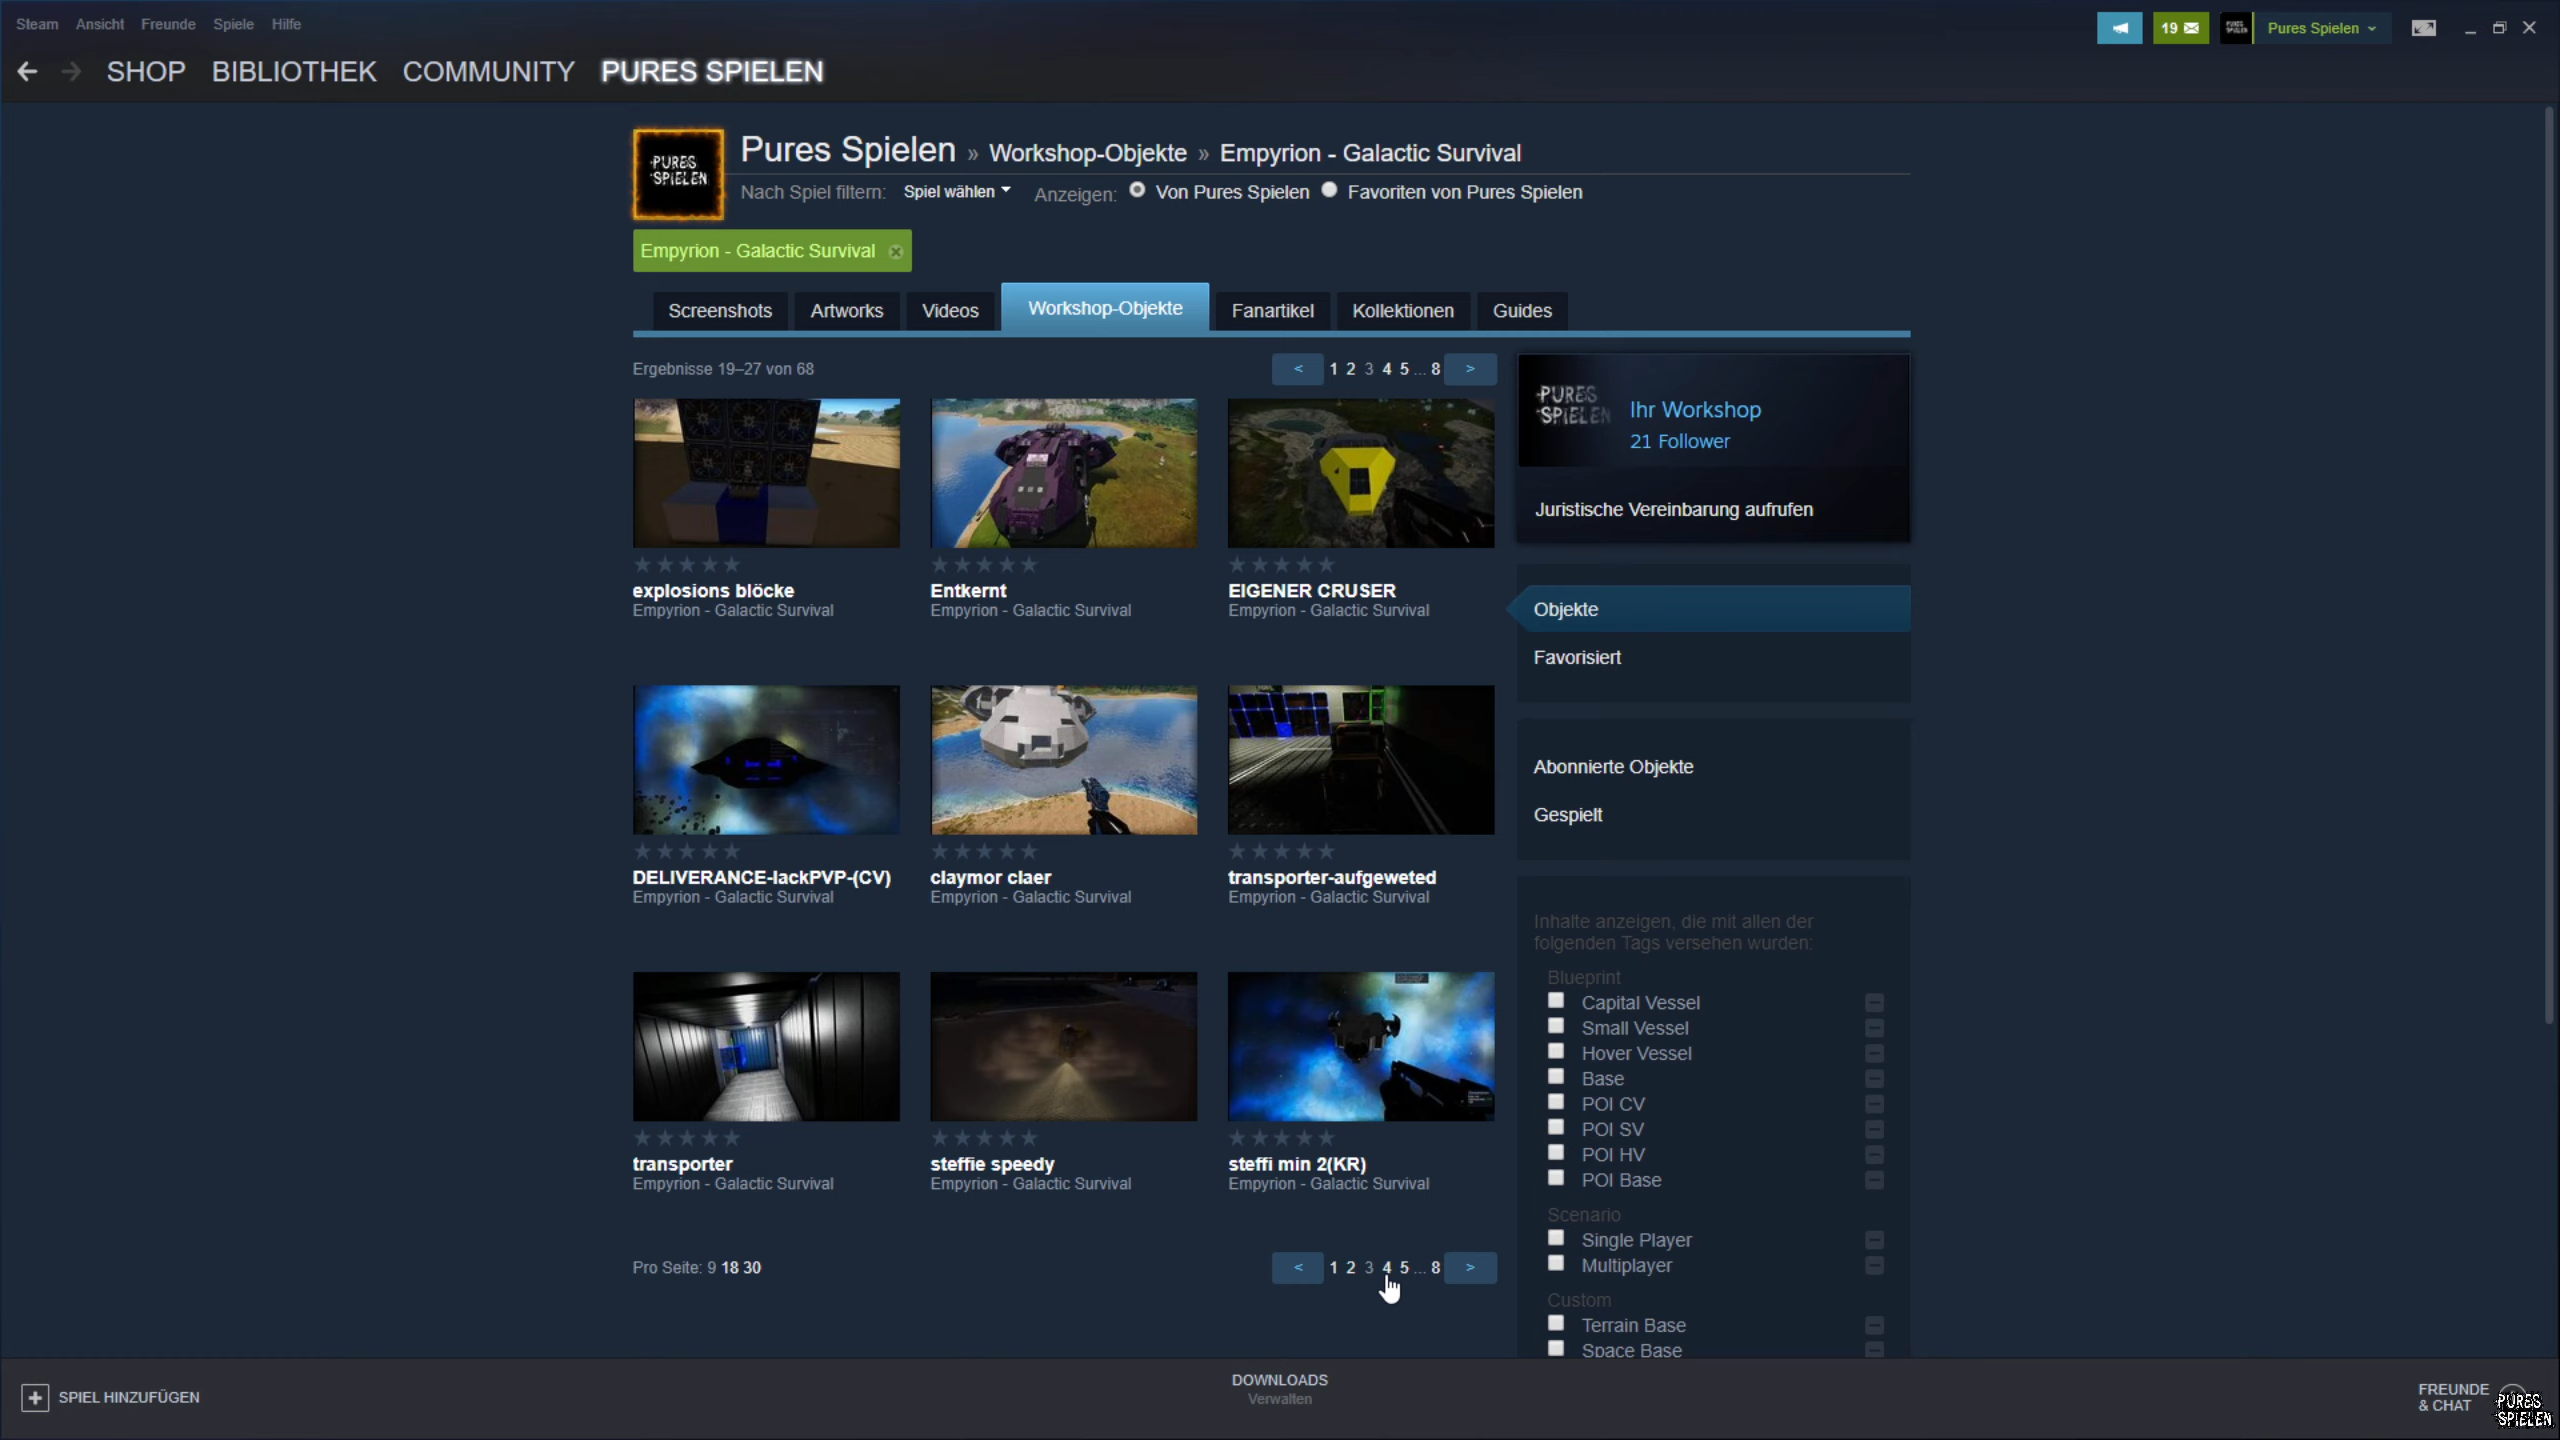 Steam Ansicht Freunde Spiele Hilfe
19
Pures Spielen
SHOP BIBLIOTHEK COMMUNITY PURES SPIELEN
PURES
SPIELEN
Pures Spielen » Workshop-Objekte » Empyrion - Galactic Survival
Nach Spiel filtern: Spiel wählen Anzeigen: Von Pures Spielen Favoriten von Pures Spielen
Empyrion - Galactic Survival
Screenshots Artworks Videos Workshop-Objekte Fanartikel Kollektionen Guides
Ergebnisse 19–27 von 68
< 1 2 3 4 5 ... 8 >
PURES
SPIELEN
Ihr Workshop
21 Follower
Juristische Vereinbarung aufrufen
explosions blöcke
Empyrion - Galactic Survival
Entkernt
Empyrion - Galactic Survival
EIGENER CRUSER
Empyrion - Galactic Survival
Objekte
Favorisiert
DELIVERANCE-lackPVP-(CV)
Empyrion - Galactic Survival
claymor claer
Empyrion - Galactic Survival
transporter-aufgeweted
Empyrion - Galactic Survival
Abonnierte Objekte
Gespielt
transporter
Empyrion - Galactic Survival
steffie speedy
Empyrion - Galactic Survival
steffi min 2(KR)
Empyrion - Galactic Survival
Inhalte anzeigen, die mit allen der
folgenden Tags versehen wurden:
Blueprint
Capital Vessel
Small Vessel
Hover Vessel
Base
POI CV
POI SV
POI HV
POI Base
Scenario
Single Player
Multiplayer
Custom
Terrain Base
Space Base
Pro Seite: 9 18 30
< 1 2 3 4 5 ... 8 >
SPIEL HINZUFÜGEN
DOWNLOADS
Verwalten
FREUNDE
& CHAT
PURES
SPIELEN